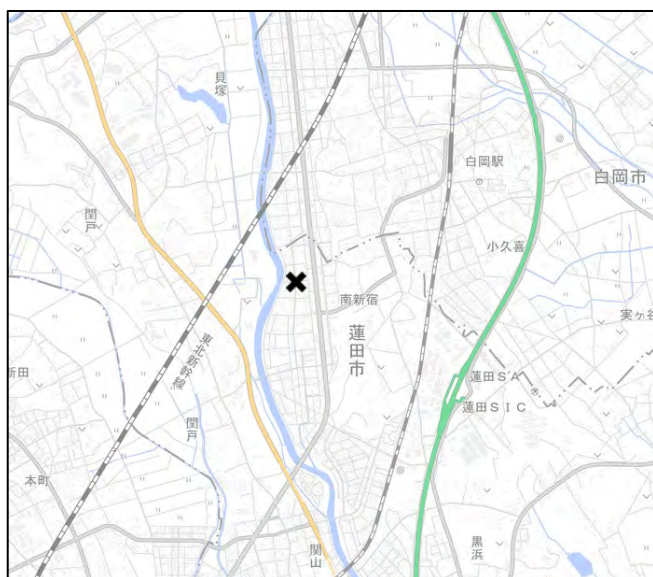 貝塚
白岡駅
白岡市
閏戸
小久喜
南新宿
実ヶ谷
蓮田市
東北新幹線
新田
蓮田SA
蓮田SIC
閏戸
本町
黒浜
関山